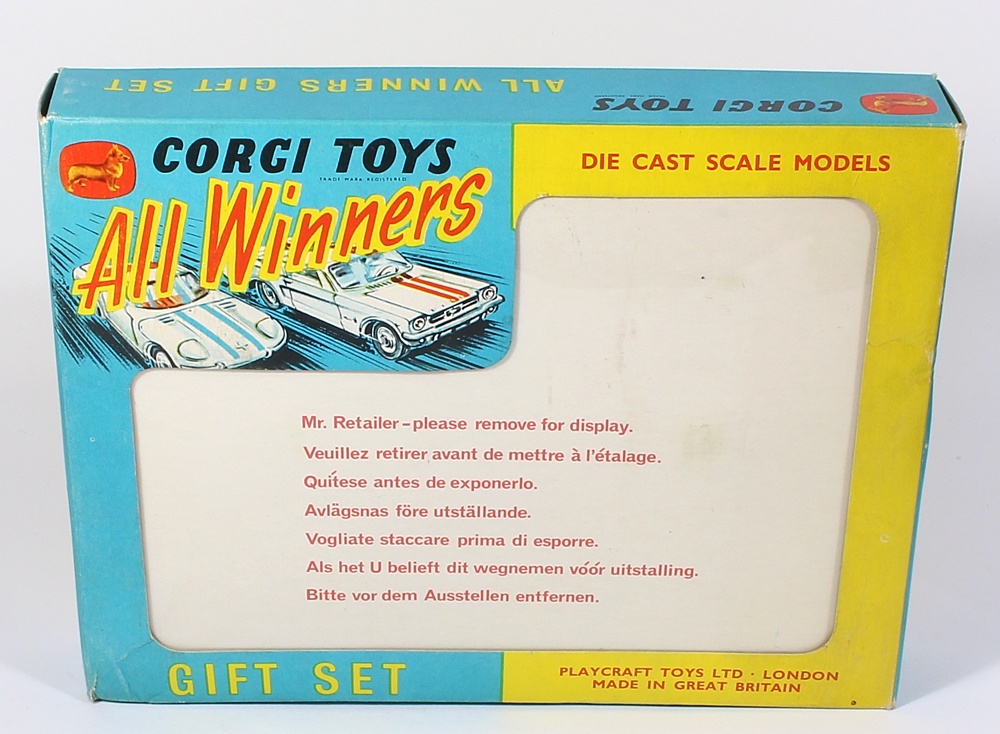 ALL WINNERS GIFT SET
CORGI TOYS
CORGI TOYS
TRADE MARK REGISTERED
All Winners
DIE CAST SCALE MODELS
Mr. Retailer–please remove for display.
Veuillez retirer avant de mettre à l'étalage.
Quítese antes de exponerlo.
Avlägsnas före utställande.
Vogliate staccare prima di esporre.
Als het U belieft dit wegnemen vóór uitstalling.
Bitte vor dem Ausstellen entfernen.
GIFT SET
PLAYCRAFT TOYS LTD · LONDON
MADE IN GREAT BRITAIN